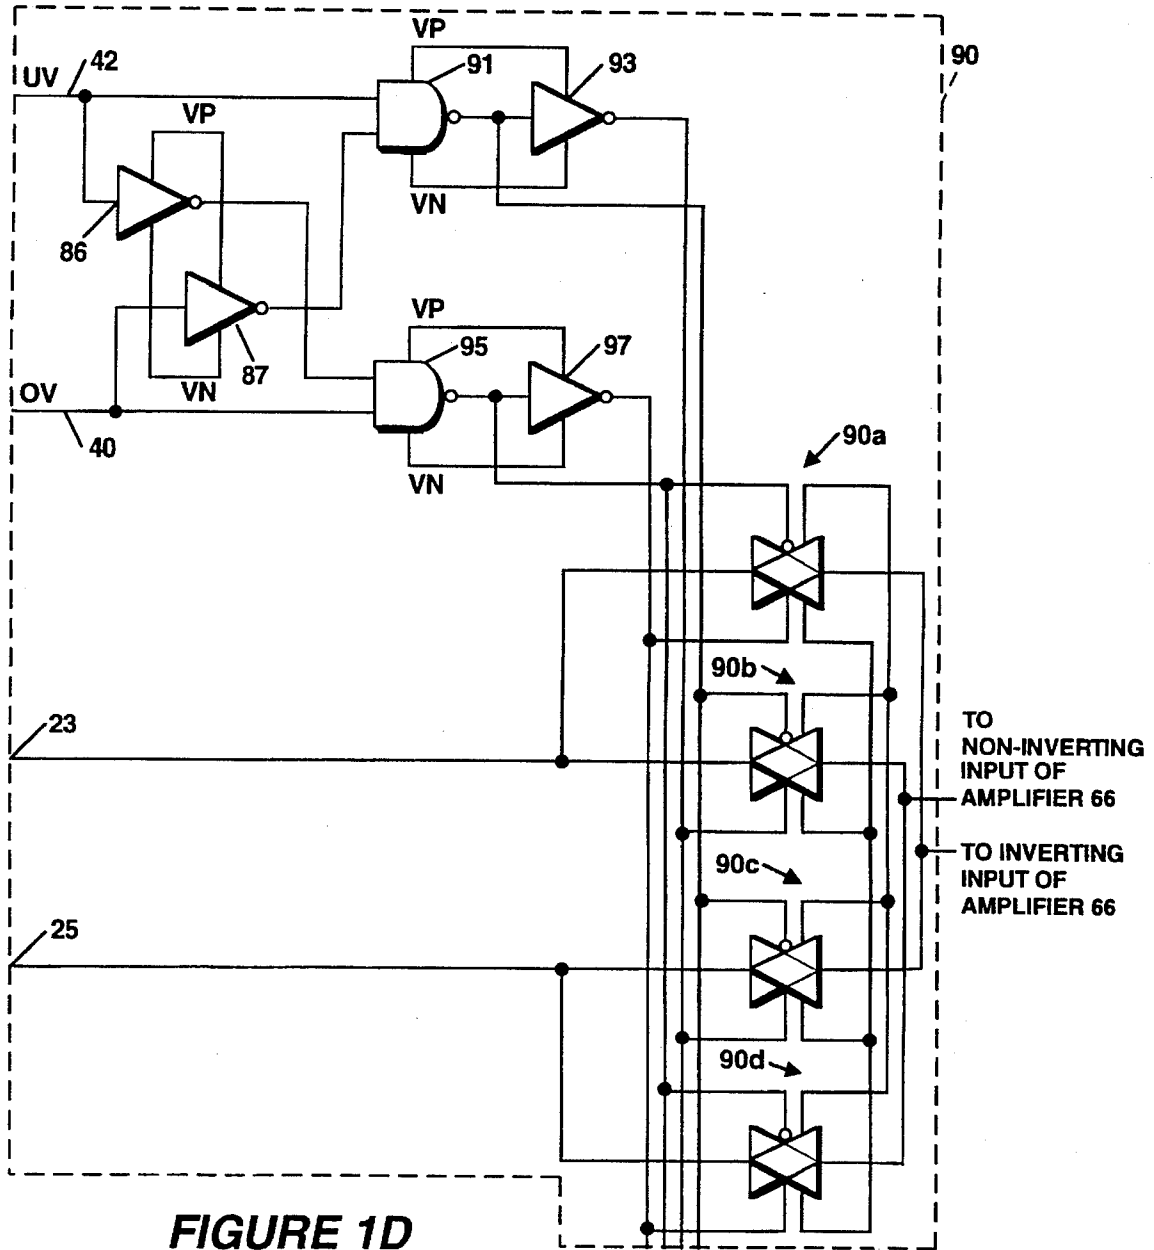 VP
91
93
90
UV
42
VP
86
VN
87
VN
VP
95
97
OV
40
VN
90a
90b
23
TO
NON-INVERTING
INPUT OF
AMPLIFIER 66
90c
TO INVERTING
INPUT OF
AMPLIFIER 66
25
90d
FIGURE 1D